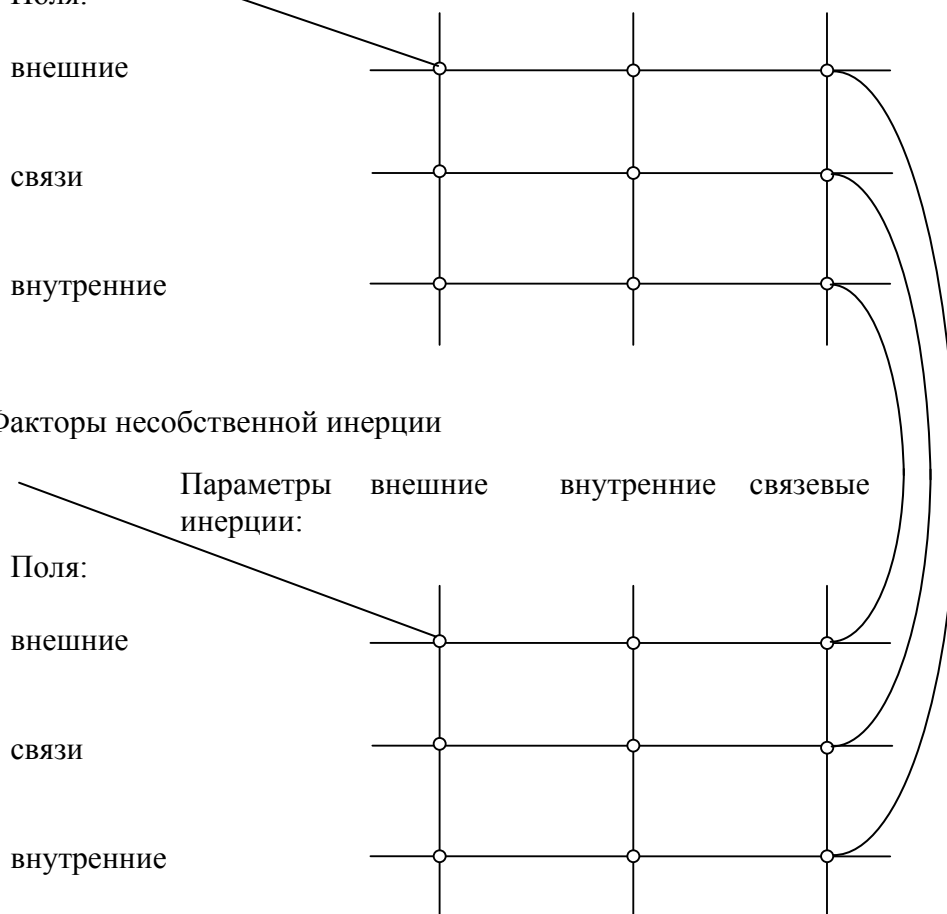 Поля:
внешние
связи
внутренние
Факторы несобственной инерции
Параметры внешние внутренние связевые
инерции:
Поля:
внешние
связи
внутренние